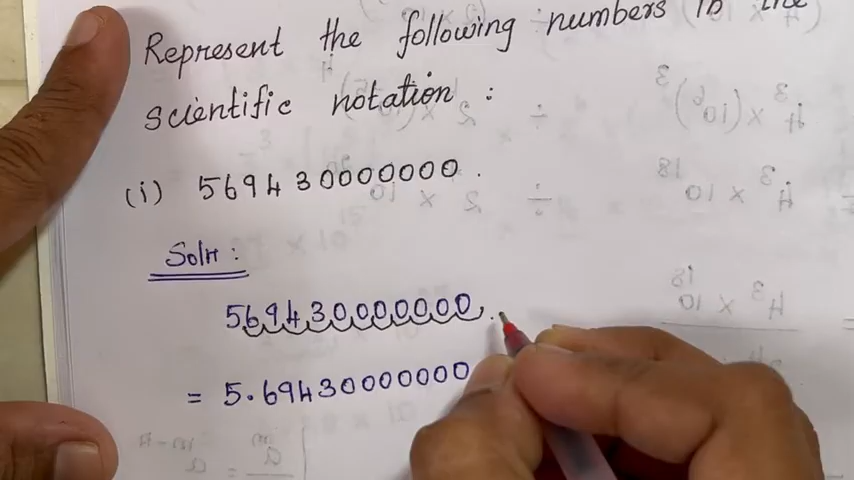 Represent the following numbers in the
scientific notation :
(i) 569430000000.
Soln :
569430000000.
= 5.69430000000